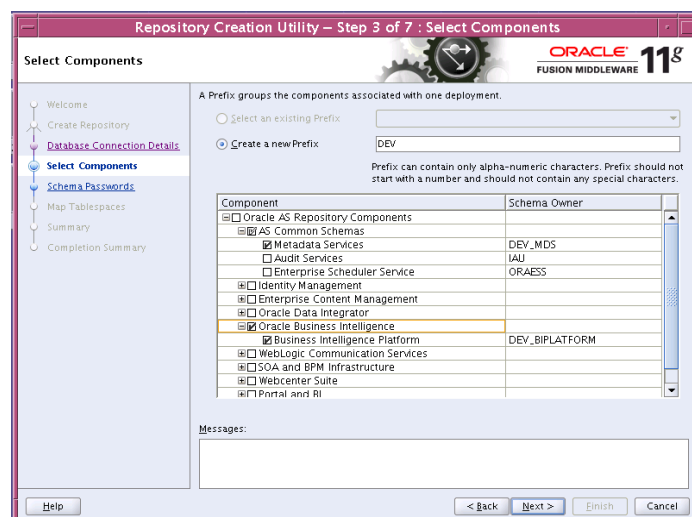 Repository Creation Utility – Step 3 of 7 : Select Components
Select Components
ORACLE
FUSION MIDDLEWARE 11g
Welcome
Create Repository
Database Connection Details
Select Components
Schema Passwords
Map Tablespaces
Summary
Completion Summary
A Prefix groups the components associated with one deployment.
Select an existing Prefix
Create a new Prefix DEV
Prefix can contain only alpha-numeric characters. Prefix should not
start with a number and should not contain any special characters.
Component Schema Owner
Oracle AS Repository Components
AS Common Schemas
Metadata Services DEV_MDS
Audit Services IAU
Enterprise Scheduler Service ORAESS
Identity Management
Enterprise Content Management
Oracle Data Integrator
Oracle Business Intelligence
Business Intelligence Platform DEV_BIPLATFORM
WebLogic Communication Services
SOA and BPM Infrastructure
Webcenter Suite
Portal and BI
Messages:
Help < Back Next > Finish Cancel